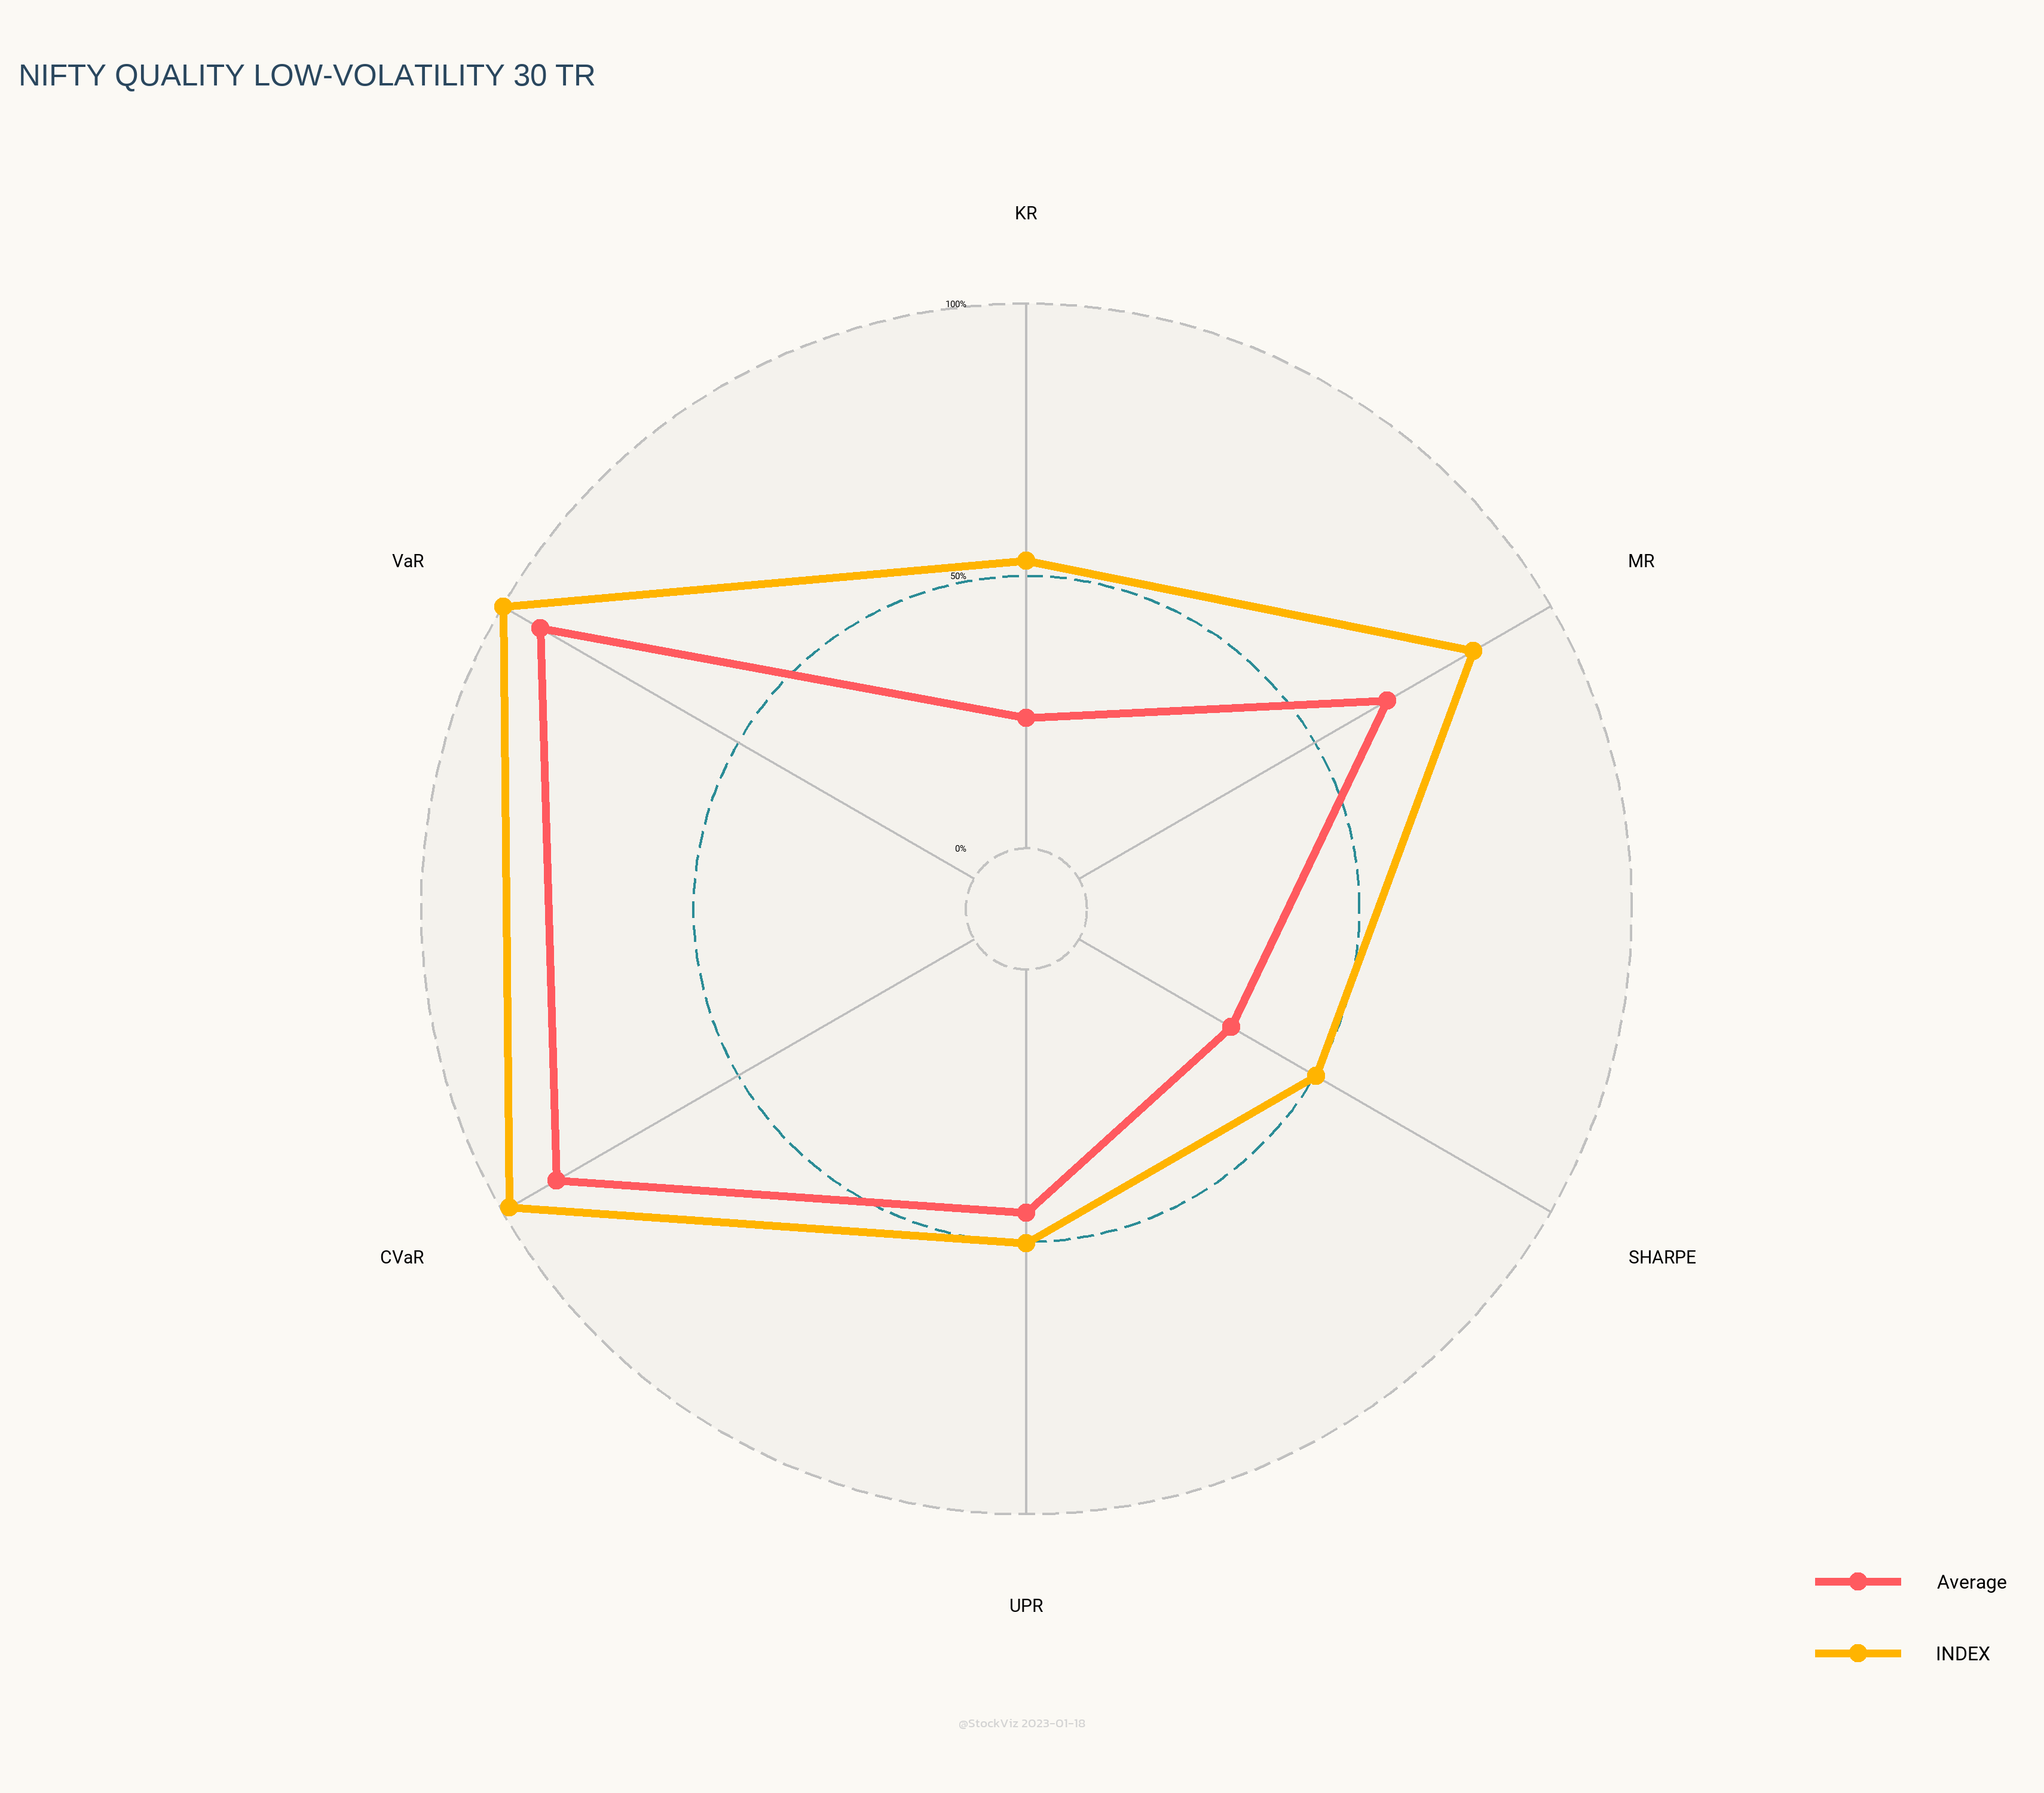 NIFTY QUALITY LOW-VOLATILITY 30 TR
KR
100%
VaR
MR
50%
0%
CVaR
SHARPE
UPR
Average
INDEX
@StockViz 2023-01-18